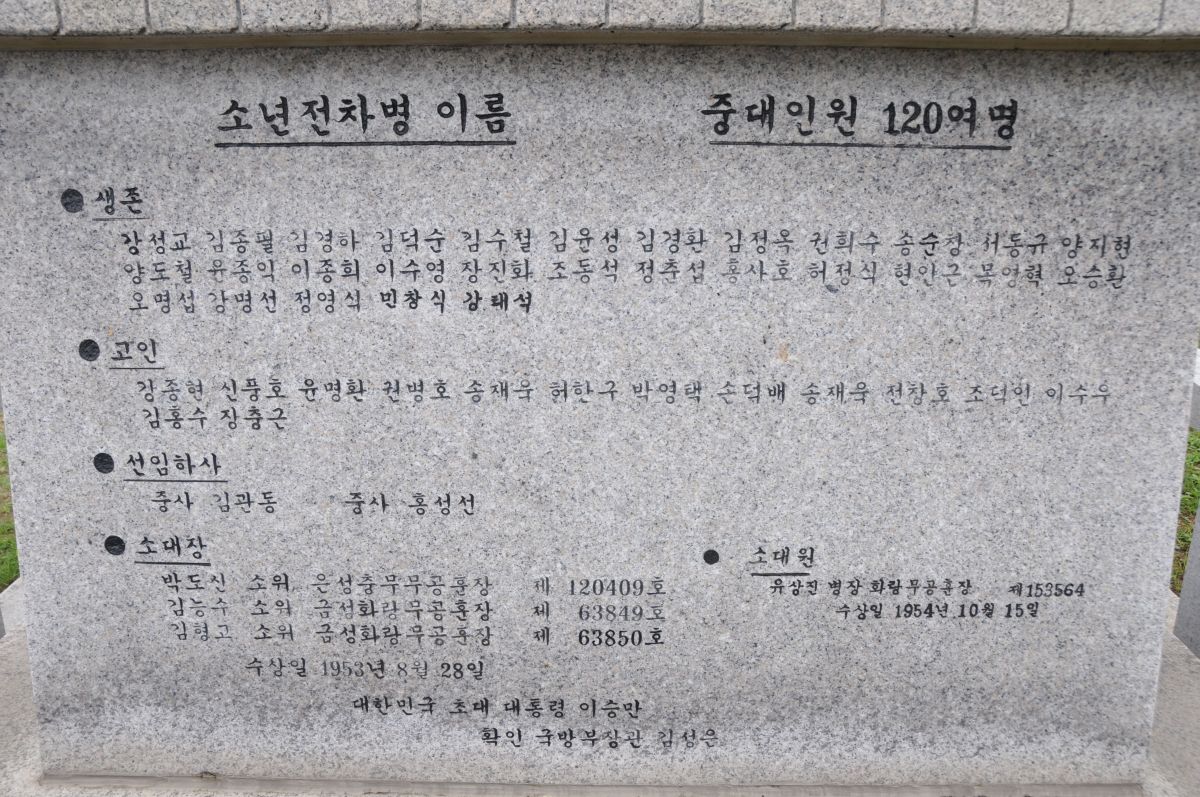 소년전차병 이름
중대인원 120여명
● 생존
강성교 김종필 김경하 김덕순 김수철 김윤성 김경환 김정옥 권희수 송순창 서동규 양지현
양도철 윤종익 이종희 이수영 장진화 조동석 정춘섭 홍사호 허정식 현안근 목영혁 오승환
오명섭 강명선 정영식 민창식 강태석
● 고인
강종현 신풍호 윤명환 권병호 송재욱 허한구 박영택 손덕배 송재욱 전창호 조덕인 이수우
김홍수 장충근
● 선임하사
중사 김관동 중사 홍성선
● 소대장
박도신 소위 은성충무무공훈장 제 120409호
김능수 소위 금성화랑무공훈장 제 63849호
김형고 소위 금성화랑무공훈장 제 63850호
수상일 1953년 8월 28일
● 소대원
유상진 병장 화랑무공훈장 제153564
수상일 1954년 10월 15일
대한민국 초대 대통령 이승만
확인 국방부장관 김성은